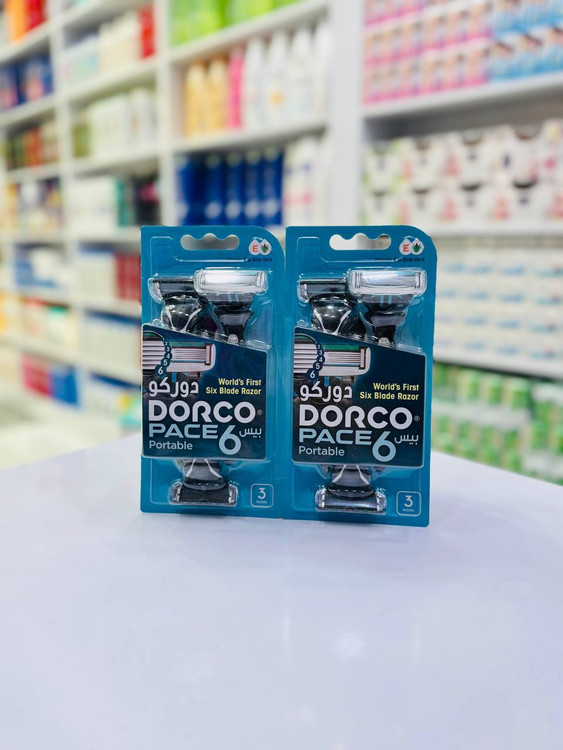 E
دوركو
World's First
Six Blade Razor
DORCO®
PACE 6 بيس
Portable
3
E
6
دوركو
World's First
Six Blade Razor
DORCO®
PACE 6 بيس
Portable
3